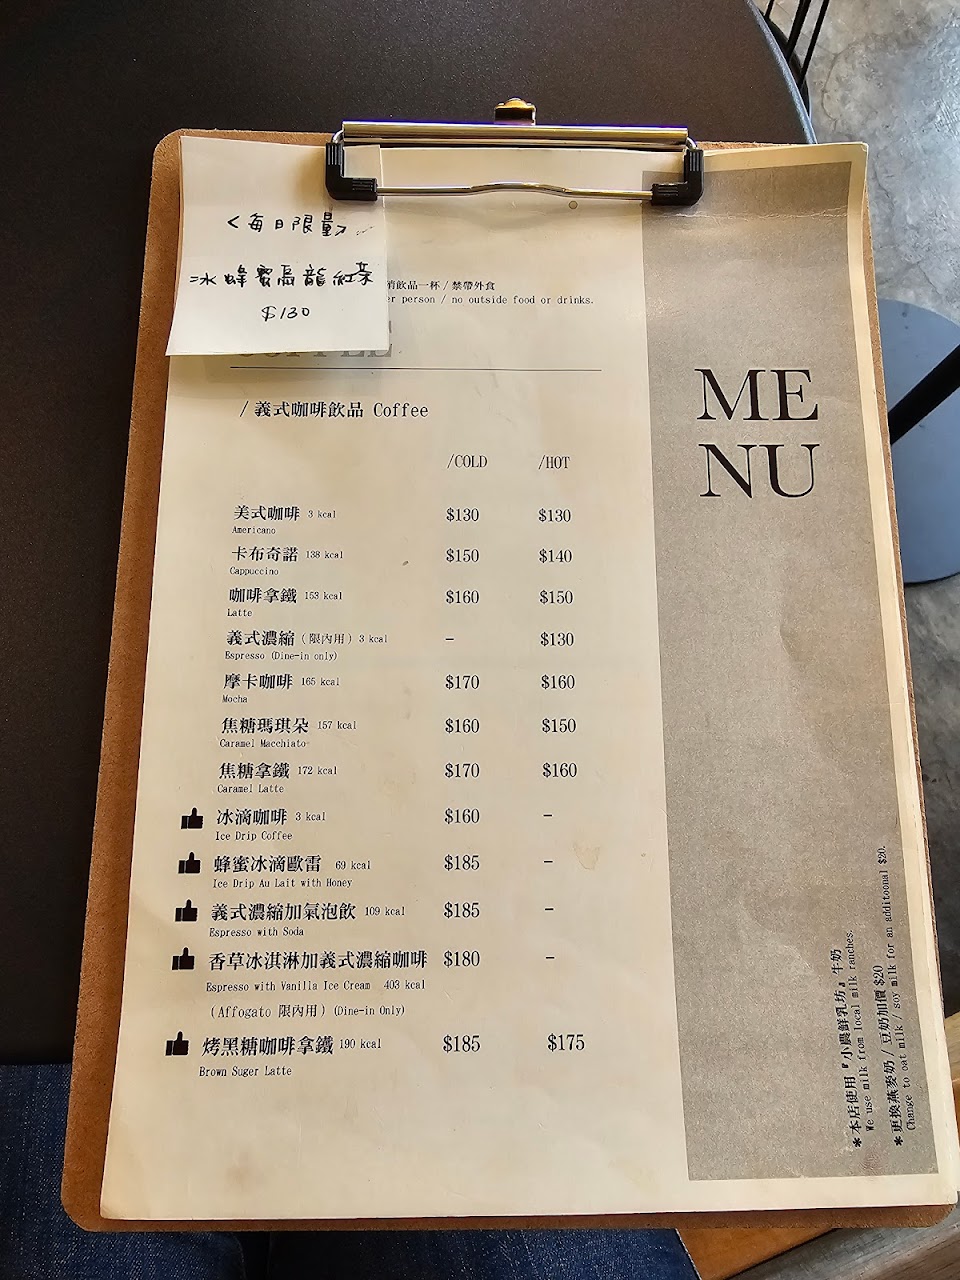 <每日限量>
冰蜂蜜烏龍紅茶
$130
飲品一杯 / 禁帶外食
person / no outside food or drinks.
COFFEE
/ 義式咖啡飲品 Coffee
/COLD /HOT
美式咖啡 3 kcal $130 $130
Americano
卡布奇諾 138 kcal $150 $140
Cappuccino
咖啡拿鐵 153 kcal $160 $150
Latte
義式濃縮 (限內用) 3 kcal - $130
Espresso (Dine-in only)
摩卡咖啡 165 kcal $170 $160
Mocha
焦糖瑪琪朵 157 kcal $160 $150
Caramel Macchiato
焦糖拿鐵 172 kcal $170 $160
Caramel Latte
冰滴咖啡 3 kcal $160 -
Ice Drip Coffee
蜂蜜冰滴歐雷 69 kcal $185 -
Ice Drip Au Lait with Honey
義式濃縮加氣泡飲 109 kcal $185 -
Espresso with Soda
香草冰淇淋加義式濃縮咖啡 $180 -
Espresso with Vanilla Ice Cream 403 kcal
(Affogato 限內用) (Dine-in Only)
烤黑糖咖啡拿鐵 190 kcal $185 $175
Brown Suger Latte
ME
NU
*本店使用『小農鮮乳坊』牛奶
We use milk from local milk ranches.
*更換燕麥奶 / 豆奶加價 $20
Change to oat milk / soy milk for an additoonal $20.